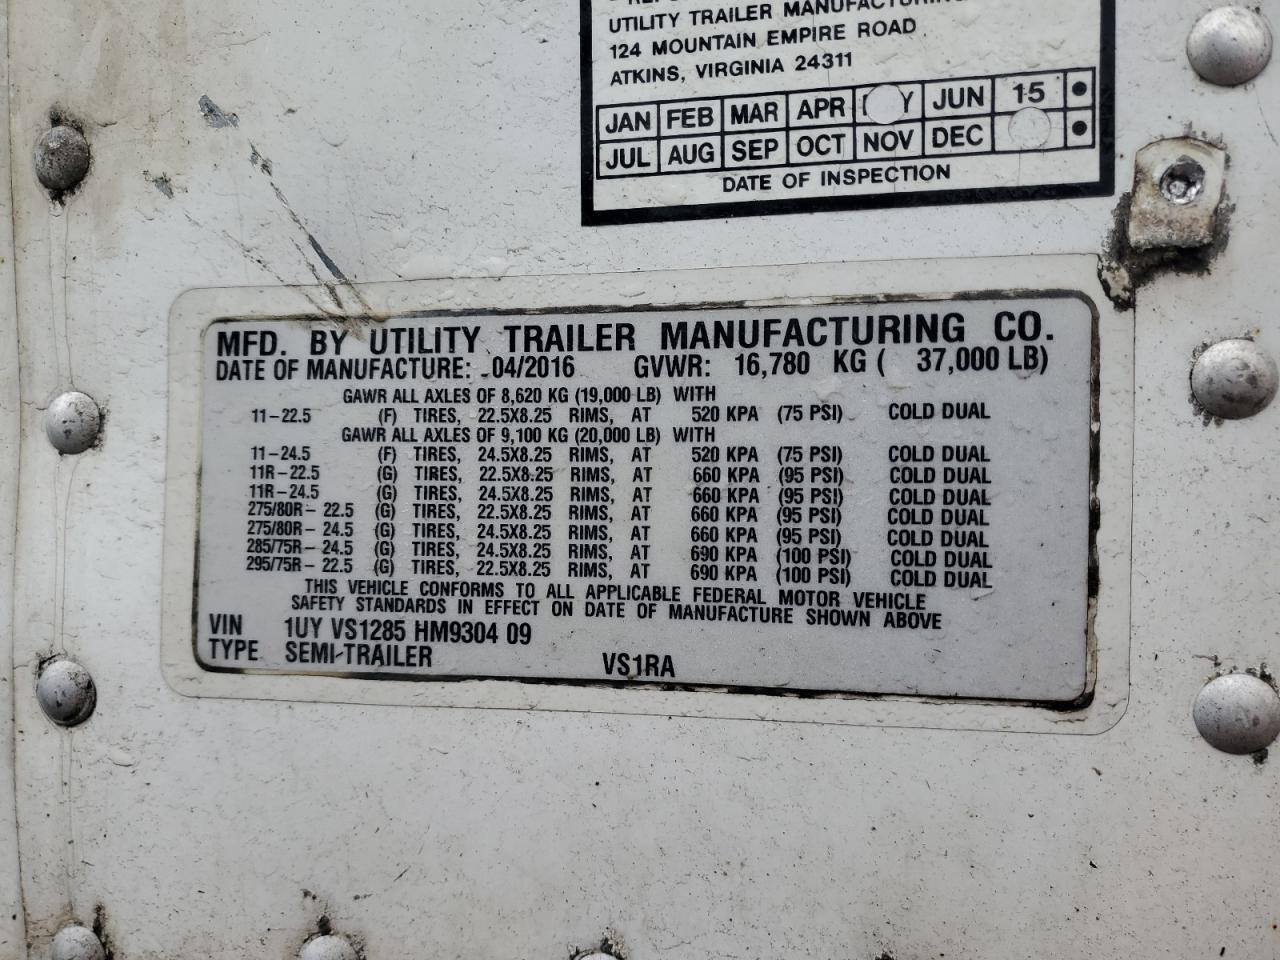 UTILITY TRAILER MANUFACTURING
124 MOUNTAIN EMPIRE ROAD
ATKINS, VIRGINIA 24311
JAN FEB MAR APR Y JUN 15
JUL AUG SEP OCT NOV DEC
DATE OF INSPECTION
MFD. BY UTILITY TRAILER MANUFACTURING CO.
DATE OF MANUFACTURE: 04/2016 GVWR: 16,780 KG ( 37,000 LB)
GAWR ALL AXLES OF 8,620 KG (19,000 LB) WITH
11-22.5 (F) TIRES, 22.5X8.25 RIMS, AT 520 KPA (75 PSI) COLD DUAL
GAWR ALL AXLES OF 9,100 KG (20,000 LB) WITH
11-24.5 (F) TIRES, 24.5X8.25 RIMS, AT 520 KPA (75 PSI) COLD DUAL
11R-22.5 (G) TIRES, 22.5X8.25 RIMS, AT 660 KPA (95 PSI) COLD DUAL
11R-24.5 (G) TIRES, 24.5X8.25 RIMS, AT 660 KPA (95 PSI) COLD DUAL
275/80R-22.5 (G) TIRES, 22.5X8.25 RIMS, AT 660 KPA (95 PSI) COLD DUAL
275/80R-24.5 (G) TIRES, 24.5X8.25 RIMS, AT 660 KPA (95 PSI) COLD DUAL
285/75R-24.5 (G) TIRES, 24.5X8.25 RIMS, AT 690 KPA (100 PSI) COLD DUAL
295/75R-22.5 (G) TIRES, 22.5X8.25 RIMS, AT 690 KPA (100 PSI) COLD DUAL
THIS VEHICLE CONFORMS TO ALL APPLICABLE FEDERAL MOTOR VEHICLE
SAFETY STANDARDS IN EFFECT ON DATE OF MANUFACTURE SHOWN ABOVE
VIN 1UY VS1285 HM9304 09
TYPE SEMI-TRAILER VS1RA